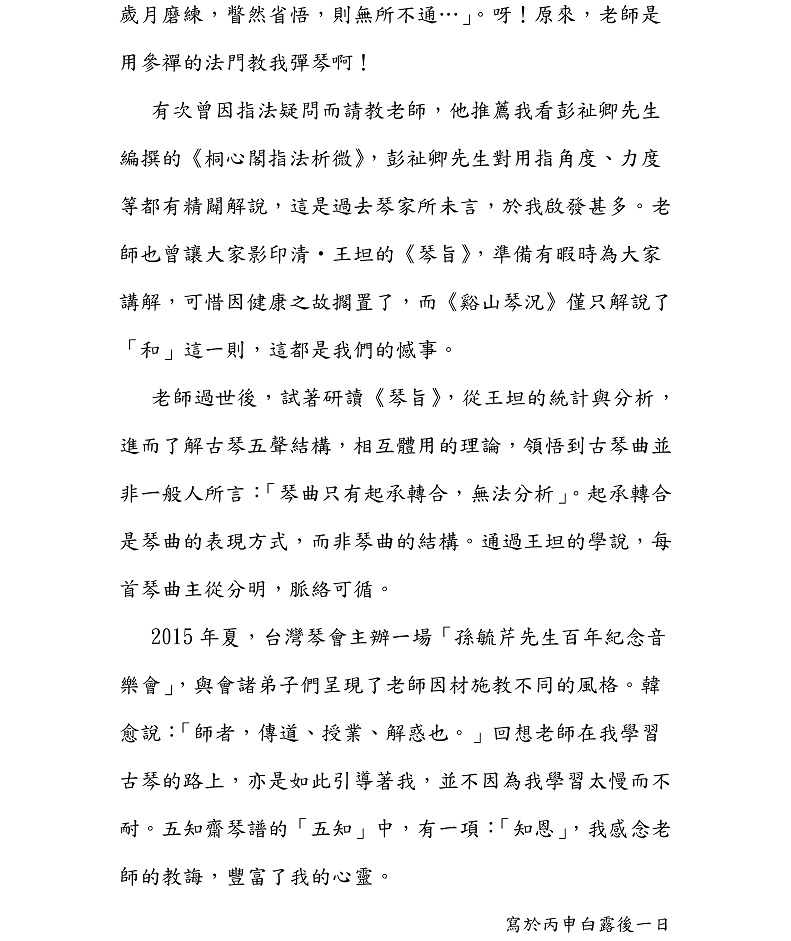 歲月磨練，瞥然省悟，則無所不通…」。呀！原來，老師是
用參禪的法門教我彈琴啊！
有次曾因指法疑問而請教老師，他推薦我看彭祉卿先生
編撰的《桐心閣指法析微》，彭祉卿先生對用指角度、力度
等都有精闢解說，這是過去琴家所未言，於我啟發甚多。老
師也曾讓大家影印清・王坦的《琴旨》，準備有暇時為大家
講解，可惜因健康之故擱置了，而《谿山琴況》僅只解說了
「和」這一則，這都是我們的憾事。
老師過世後，試著研讀《琴旨》，從王坦的統計與分析，
進而了解古琴五聲結構，相互體用的理論，領悟到古琴曲並
非一般人所言：「琴曲只有起承轉合，無法分析」。起承轉合
是琴曲的表現方式，而非琴曲的結構。通過王坦的學說，每
首琴曲主從分明，脈絡可循。
2015 年夏，台灣琴會主辦一場「孫毓芹先生百年紀念音
樂會」，與會諸弟子們呈現了老師因材施教不同的風格。韓
愈說：「師者，傳道、授業、解惑也。」回想老師在我學習
古琴的路上，亦是如此引導著我，並不因為我學習太慢而不
耐。五知齋琴譜的「五知」中，有一項：「知恩」，我感念老
師的教誨，豐富了我的心靈。
寫於丙申白露後一日